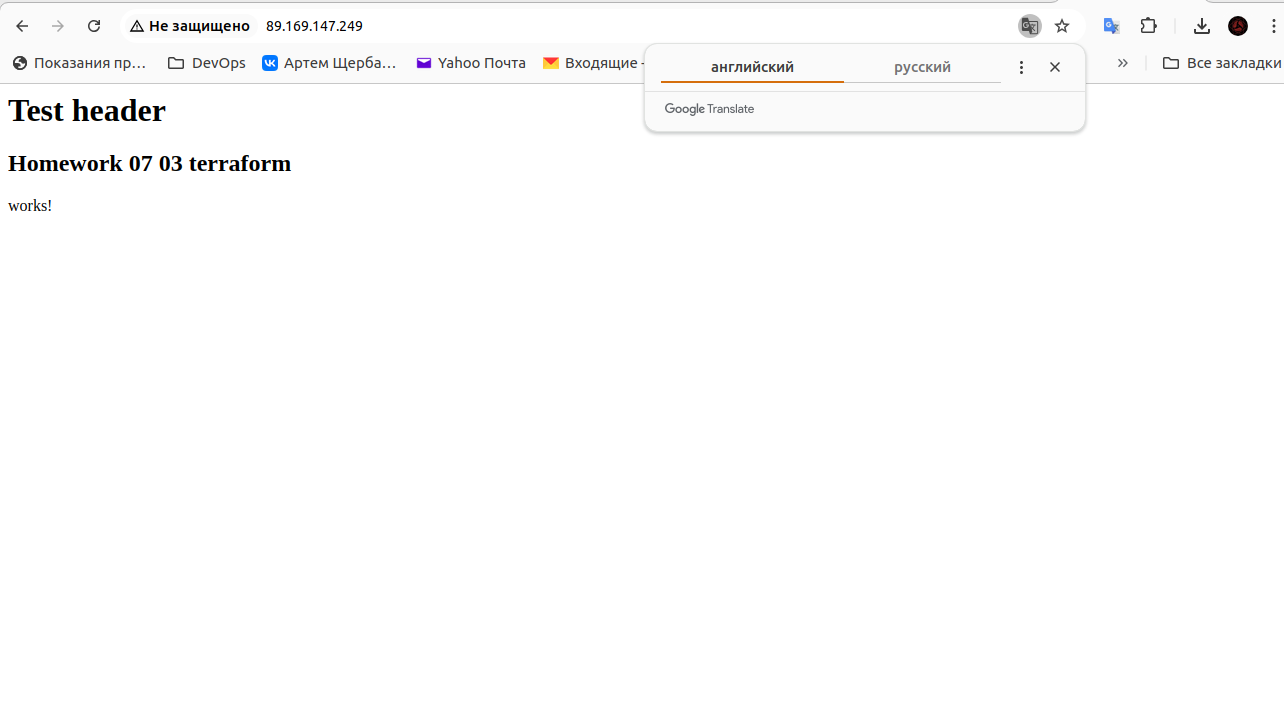 Не защищено 89.169.147.249
Показания пр… DevOps Артем Щерба… Yahoo Почта Входящие - » Все закладки
английский русский
Google Translate
Test header
Homework 07 03 terraform
works!